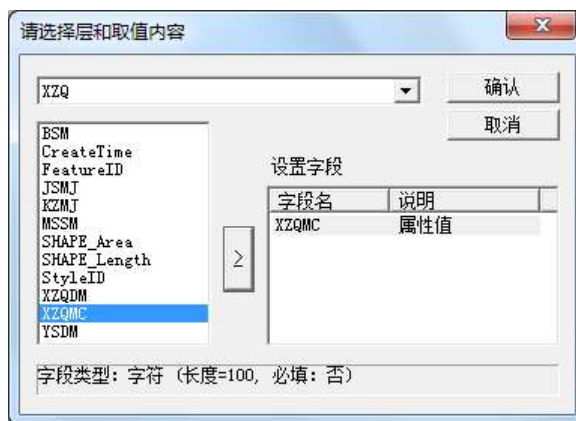 请选择层和取值内容
XZQ
确认
取消
BSM
CreateTime
FeatureID
JSMJ
KZMJ
MSSM
SHAPE_Area
SHAPE_Length
StyleID
XZQDM
XZQMC
YSDM
≥
设置字段
字段名 说明
XZQMC 属性值
字段类型：字符（长度=100，必填：否）